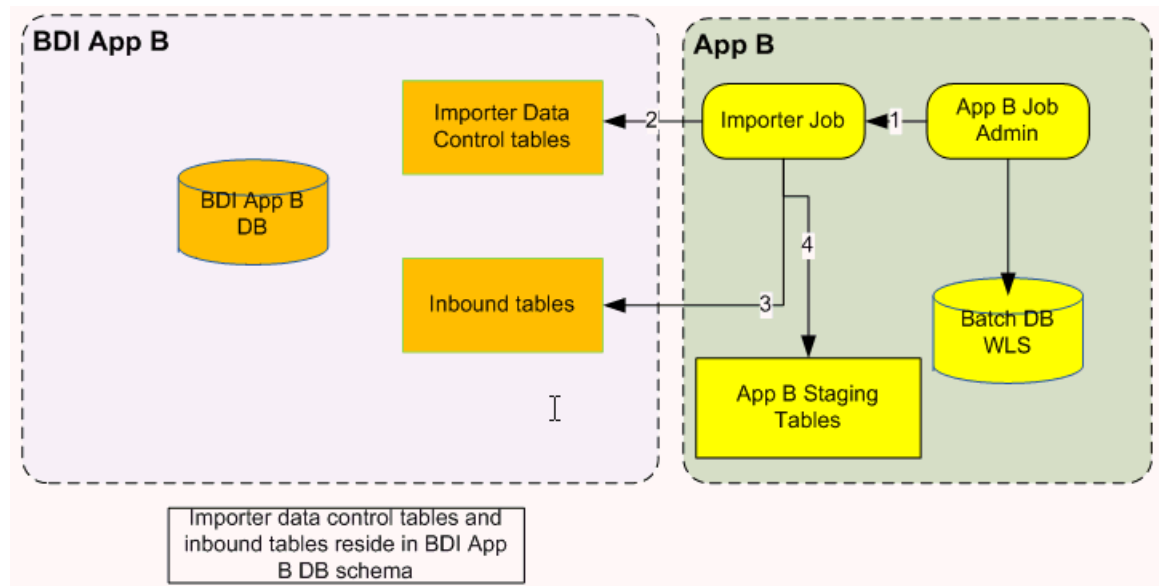 BDI App B
App B
Importer Data
Control tables
2
Importer Job
1
App B Job
Admin
BDI App B
DB
4
Inbound tables
3
Batch DB
WLS
App B Staging
Tables
Importer data control tables and
inbound tables reside in BDI App
B DB schema